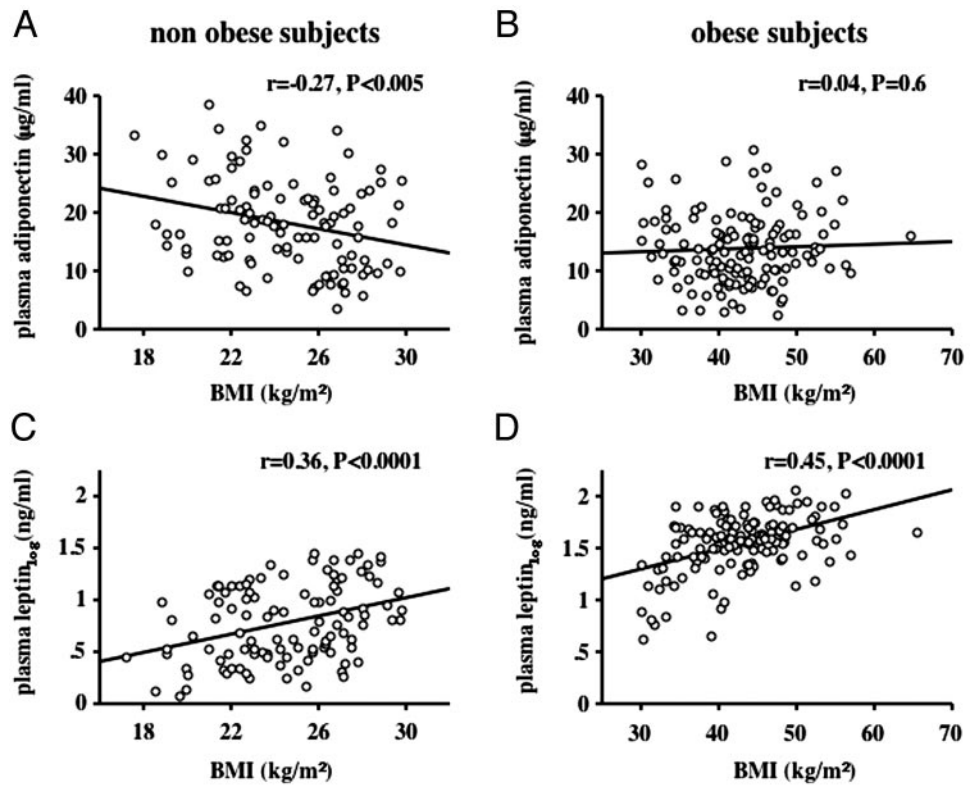 A
non obese subjects
r=-0.27, P<0.005
plasma adiponectin (µg/ml)
40
30
20
10
0
18 22 26 30
BMI (kg/m²)
B
obese subjects
r=0.04, P=0.6
plasma adiponectin (µg/ml)
40
30
20
10
0
30 40 50 60 70
BMI (kg/m²)
C
r=0.36, P<0.0001
plasma leptinlog(ng/ml)
2
1.5
1
.5
0
18 22 26 30
BMI (kg/m²)
D
r=0.45, P<0.0001
plasma leptinlog(ng/ml)
2
1.5
1
.5
0
30 40 50 60 70
BMI (kg/m²)